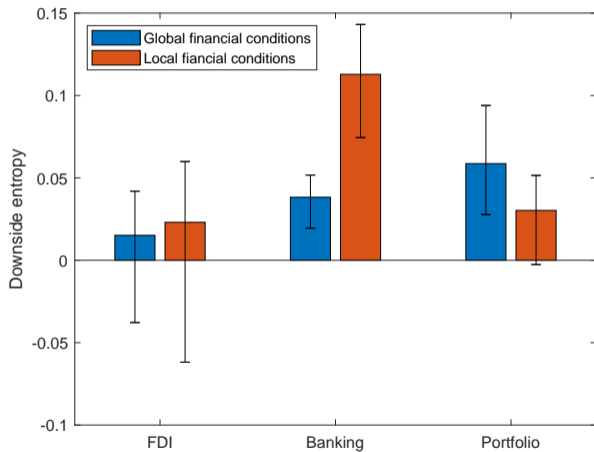 0.15
Global financial conditions
Local fiancial conditions
0.1
0.05
0
-0.05
-0.1
Downside entropy
FDI Banking Portfolio